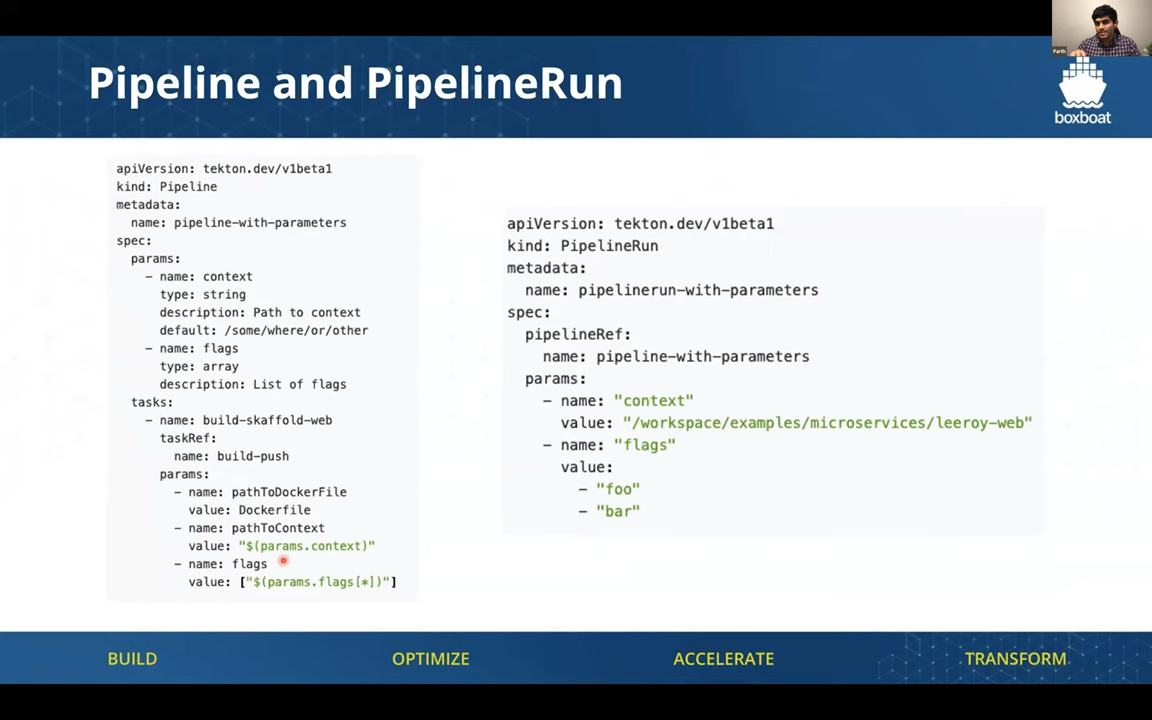 Parth
Pipeline and PipelineRun
boxboat
apiVersion: tekton.dev/v1beta1
kind: Pipeline
metadata:
  name: pipeline-with-parameters
spec:
  params:
    - name: context
      type: string
      description: Path to context
      default: /some/where/or/other
    - name: flags
      type: array
      description: List of flags
  tasks:
    - name: build-skaffold-web
      taskRef:
        name: build-push
      params:
        - name: pathToDockerFile
          value: Dockerfile
        - name: pathToContext
          value: "$(params.context)"
        - name: flags
          value: ["$(params.flags[*])"]
apiVersion: tekton.dev/v1beta1
kind: PipelineRun
metadata:
  name: pipelinerun-with-parameters
spec:
  pipelineRef:
    name: pipeline-with-parameters
  params:
    - name: "context"
      value: "/workspace/examples/microservices/leeroy-web"
    - name: "flags"
      value:
        - "foo"
        - "bar"
BUILD
OPTIMIZE
ACCELERATE
TRANSFORM